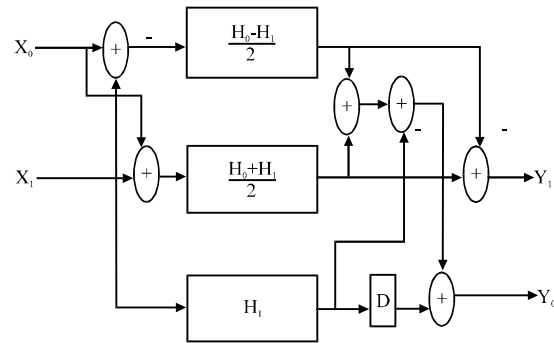 X₀
+
-
H₀-H₁
2
+
+
-
-
X₁
+
H₀+H₁
2
+
Y₁
H₁
D
+
Y₀